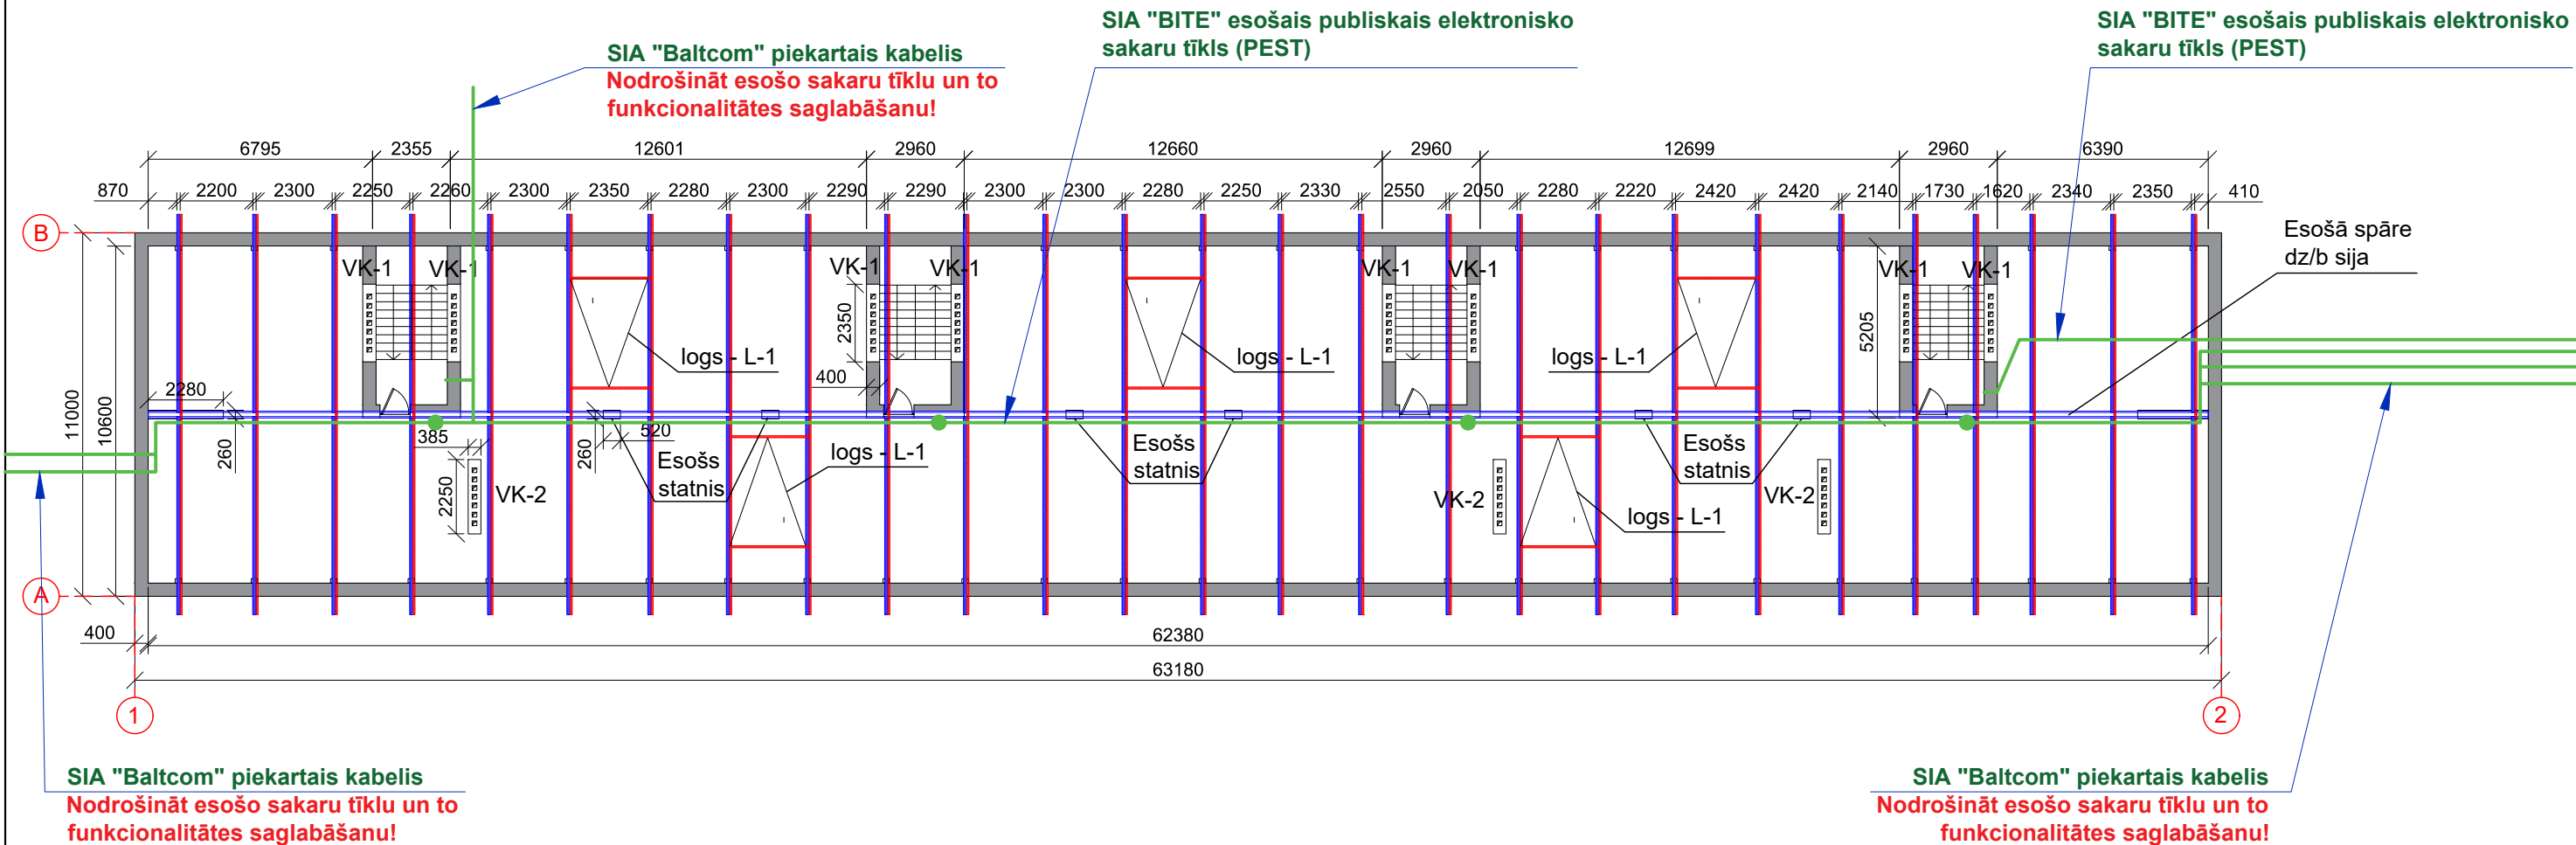 SIA "BITE" esošais publiskais elektronisko
sakaru tīkls (PEST)
SIA "BITE" esošais publiskais elektronisko
sakaru tīkls (PEST)
SIA "Baltcom" piekartais kabelis
Nodrošināt esošo sakaru tīklu un to
funkcionalitātes saglabāšanu!
6795 2355 12601 2960 12660 2960 12699 2960 6390
870 2200 2300 2250 2260 2300 2350 2280 2300 2290 2290 2300 2300 2280 2250 2330 2550 2050 2280 2220 2420 2420 2140 1730 1620 2340 2350 410
B
Esošā spāre
dz/b sija
VK-1 VK-1 VK-1 VK-1 VK-1 VK-1 VK-1 VK-1
2350
5205
logs - L-1 logs - L-1 logs - L-1
400
2280
11000
10600
260
385
260
520
2250
VK-2
Esošs
statnis
logs - L-1
Esošs
statnis
Esošs
statnis
VK-2
logs - L-1
VK-2
A
400
62380
63180
1
2
SIA "Baltcom" piekartais kabelis
Nodrošināt esošo sakaru tīklu un to
funkcionalitātes saglabāšanu!
SIA "Baltcom" piekartais kabelis
Nodrošināt esošo sakaru tīklu un to
funkcionalitātes saglabāšanu!